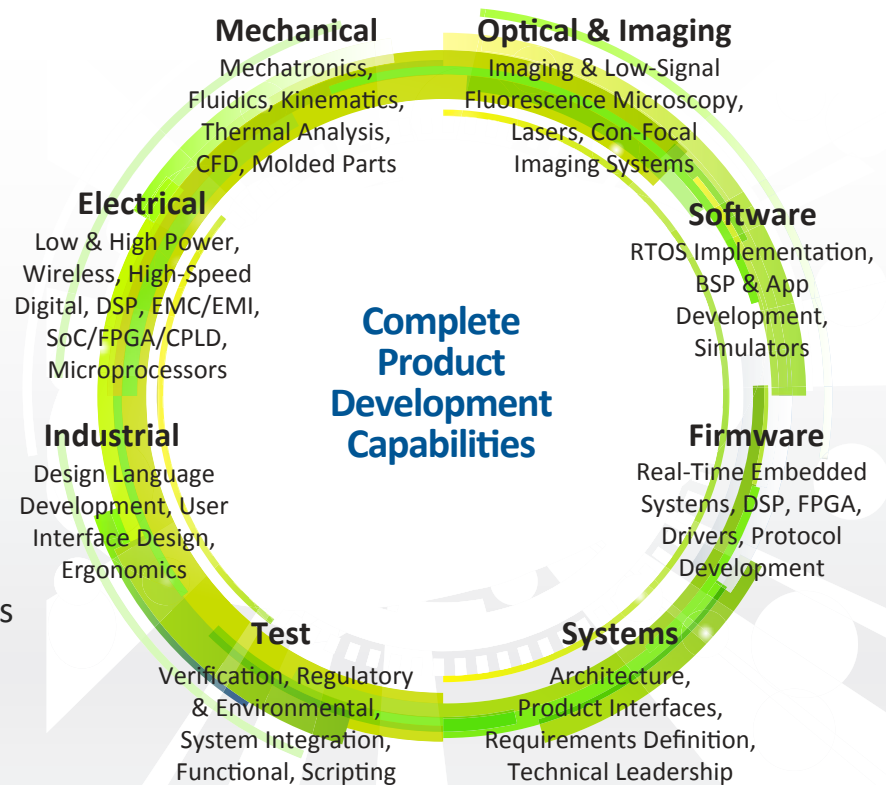 Mechanical
Mechatronics,
Fluidics, Kinematics,
Thermal Analysis,
CFD, Molded Parts
Optical & Imaging
Imaging & Low-Signal
Fluorescence Microscopy,
Lasers, Con-Focal
Imaging Systems
Electrical
Low & High Power,
Wireless, High-Speed
Digital, DSP, EMC/EMI,
SoC/FPGA/CPLD,
Microprocessors
Software
RTOS Implementation,
BSP & App
Development,
Simulators
Complete
Product
Development
Capabilities
Industrial
Design Language
Development, User
Interface Design,
Ergonomics
Firmware
Real-Time Embedded
Systems, DSP, FPGA,
Drivers, Protocol
Development
s
Test
Verification, Regulatory
& Environmental,
System Integration,
Functional, Scripting
Systems
Architecture,
Product Interfaces,
Requirements Definition,
Technical Leadership